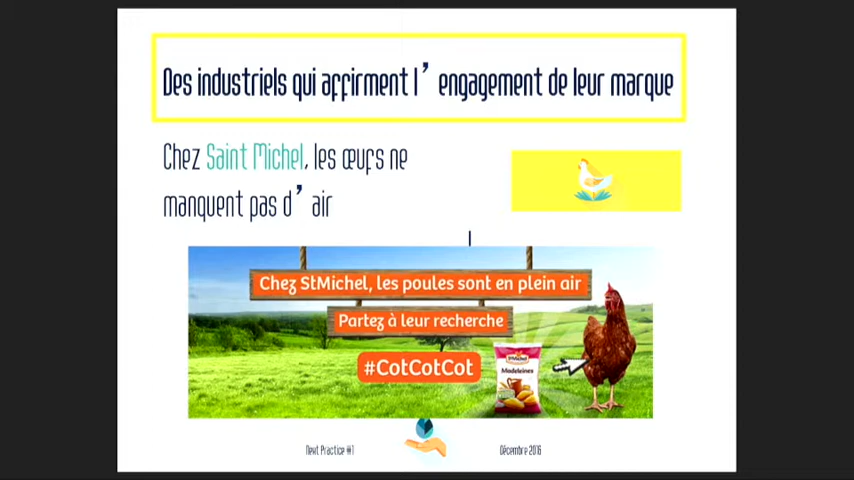 Des industriels qui affirment l’ engagement de leur marque
Chez Saint Michel, les œufs ne
manquent pas d’ air
Chez StMichel, les poules sont en plein air
Partez à leur recherche
#CotCotCot
StMichel
Madeleines
Newt Practice #1
Décembre 2016